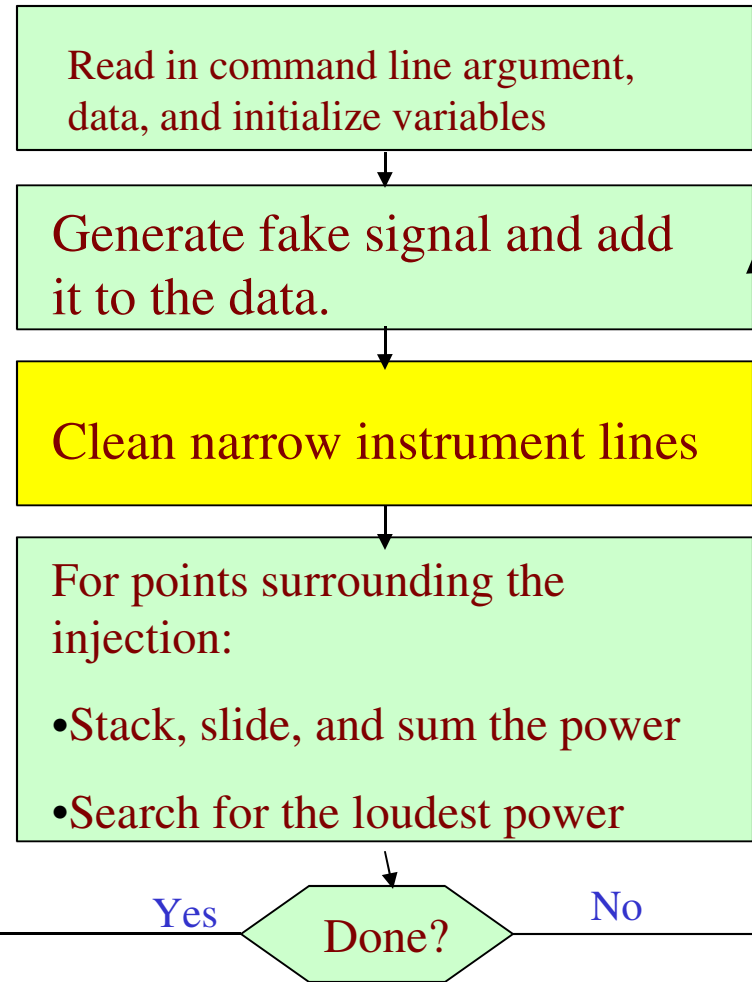 Read in command line argument,
data, and initialize variables
Generate fake signal and add
it to the data.
Clean narrow instrument lines
For points surrounding the
injection:
•Stack, slide, and sum the power
•Search for the loudest power
Yes
Done?
No